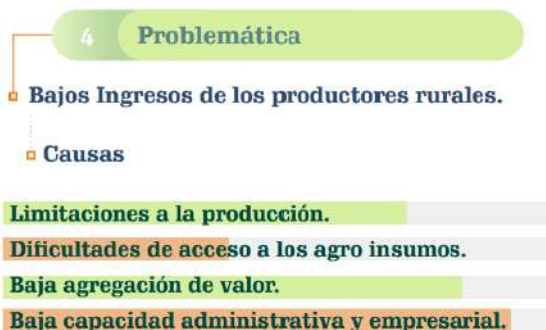 4 Problemática
Bajos Ingresos de los productores rurales.
Causas
Limitaciones a la producción.
Dificultades de acceso a los agro insumos.
Baja agregación de valor.
Baja capacidad administrativa y empresarial.